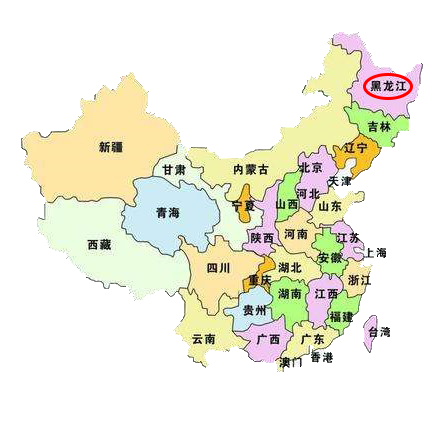 黑龙江
吉林
辽宁
新疆
甘肃
内蒙古
北京
天津
河北
宁夏
山西
山东
青海
陕西
河南
江苏
西藏
上海
安徽
四川
湖北
重庆
浙江
湖南
江西
贵州
福建
云南
广西
广东
台湾
香港
澳门